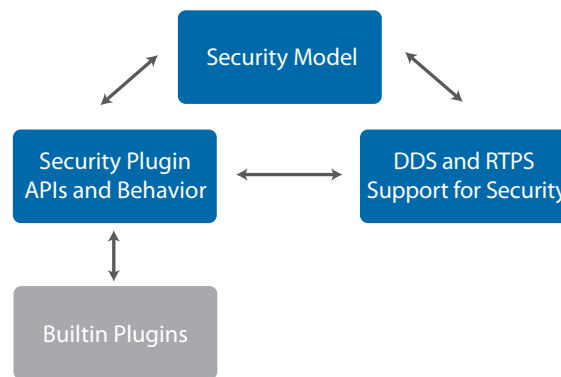 Security Model
Security Plugin
APIs and Behavior
DDS and RTPS
Support for Security
Builtin Plugins